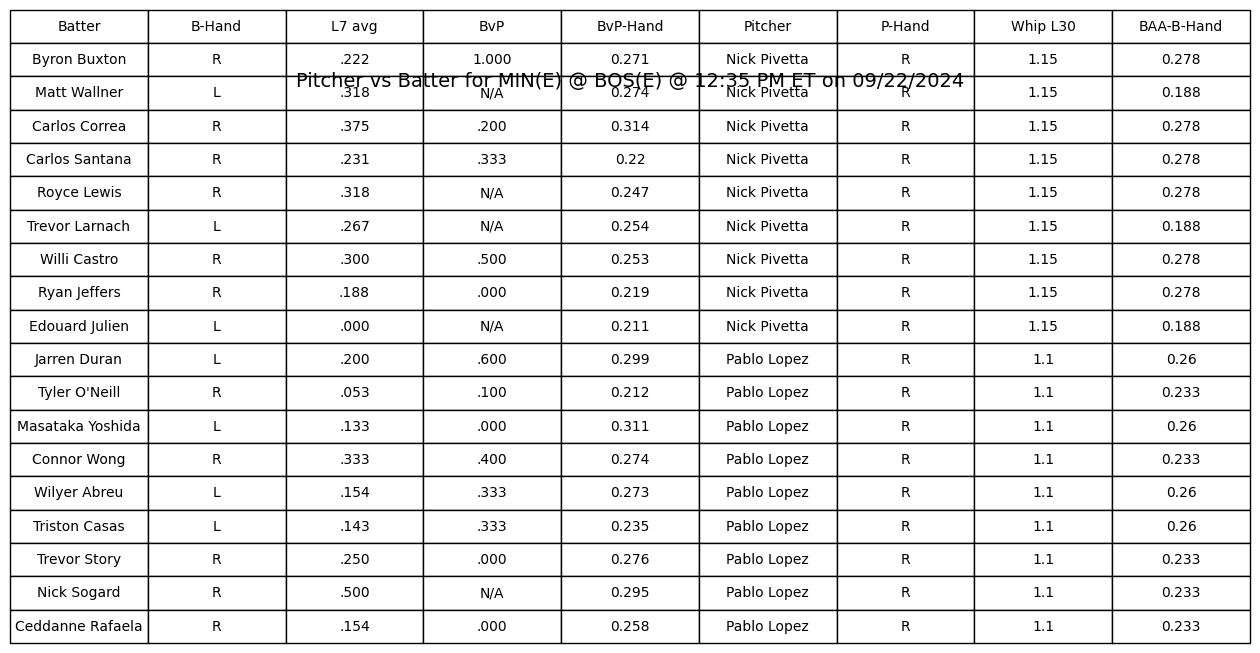 Batter B-Hand L7 avg BvP BvP-Hand Pitcher P-Hand Whip L30 BAA-B-Hand
Byron Buxton R .222 1.000 0.271 Nick Pivetta R 1.15 0.278
Pitcher vs Batter for MIN(E) @ BOS(E) @ 12:35 PM ET on 09/22/2024
Matt Wallner L .318 N/A 0.274 Nick Pivetta R 1.15 0.188
Carlos Correa R .375 .200 0.314 Nick Pivetta R 1.15 0.278
Carlos Santana R .231 .333 0.22 Nick Pivetta R 1.15 0.278
Royce Lewis R .318 N/A 0.247 Nick Pivetta R 1.15 0.278
Trevor Larnach L .267 N/A 0.254 Nick Pivetta R 1.15 0.188
Willi Castro R .300 .500 0.253 Nick Pivetta R 1.15 0.278
Ryan Jeffers R .188 .000 0.219 Nick Pivetta R 1.15 0.278
Edouard Julien L .000 N/A 0.211 Nick Pivetta R 1.15 0.188
Jarren Duran L .200 .600 0.299 Pablo Lopez R 1.1 0.26
Tyler O'Neill R .053 .100 0.212 Pablo Lopez R 1.1 0.233
Masataka Yoshida L .133 .000 0.311 Pablo Lopez R 1.1 0.26
Connor Wong R .333 .400 0.274 Pablo Lopez R 1.1 0.233
Wilyer Abreu L .154 .333 0.273 Pablo Lopez R 1.1 0.26
Triston Casas L .143 .333 0.235 Pablo Lopez R 1.1 0.26
Trevor Story R .250 .000 0.276 Pablo Lopez R 1.1 0.233
Nick Sogard R .500 N/A 0.295 Pablo Lopez R 1.1 0.233
Ceddanne Rafaela R .154 .000 0.258 Pablo Lopez R 1.1 0.233